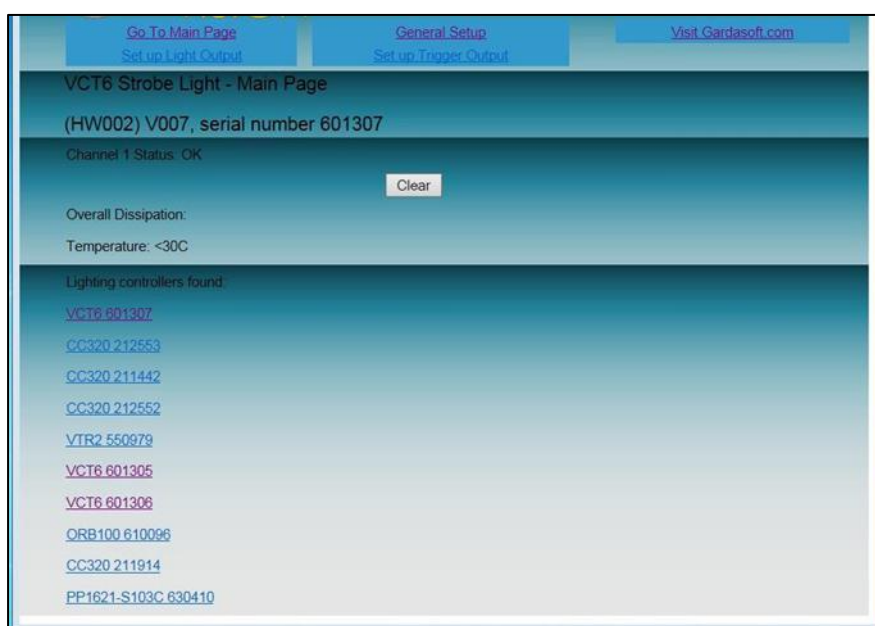 Go To Main Page General Setup Visit Gardasoft.com
Set up Light Output Set up Trigger Output
VCT6 Strobe Light - Main Page
(HW002) V007, serial number 601307
Channel 1 Status: OK
Clear
Overall Dissipation:
Temperature: <30C
Lighting controllers found:
VCT6 601307
CC320 212553
CC320 211442
CC320 212552
VTR2 550979
VCT6 601305
VCT6 601306
ORB100 610096
CC320 211914
PP1621-S103C 630410